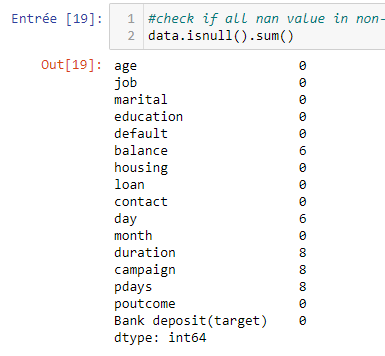 Entrée [19]: 1 #check if all nan value in non-
2 data.isnull().sum()
Out[19]: age 0
job 0
marital 0
education 0
default 0
balance 6
housing 0
loan 0
contact 0
day 6
month 0
duration 8
campaign 8
pdays 8
poutcome 0
Bank deposit(target) 0
dtype: int64